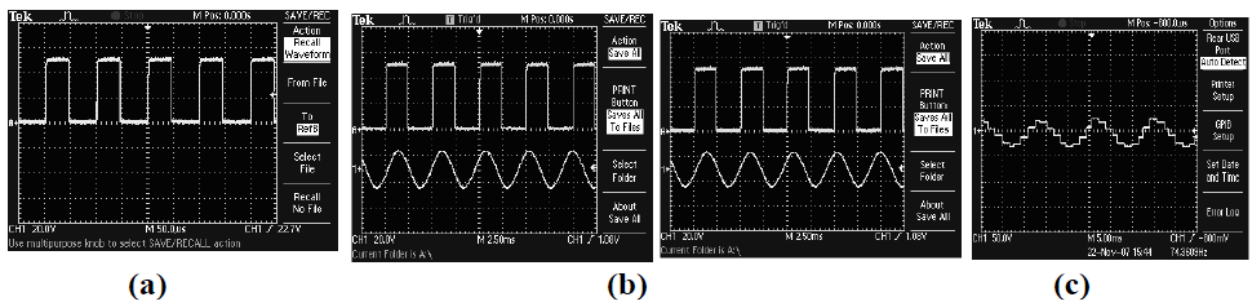 Tek Stop M Pos: 0.000s SAVE/REC
Action
Recall
Waveform
From File
To
RefB
Select
File
Recall
No File
CH1 20.0V M 50.0µs CH1 / 22.7V
Use multipurpose knob to select SAVE/RECALL action
Tek T Trig'd M Pos: 0.000s SAVE/REC
Action
Save All
PRINT
Button
Saves All
To Files
Select
Folder
About
Save All
CH1 20.0V M 2.50ms CH1 / 1.08V
Current Folder is A:\
Tek T Trig'd M Pos: 0.000s SAVE/REC
Action
Save All
PRINT
Button
Saves All
To Files
Select
Folder
About
Save All
CH1 20.0V M 2.50ms CH1 / 1.08V
Current Folder is A:\
Tek Stop M Pos: -800.0µs Options
Rear USB
Port
Auto Detect
Printer
Setup
GPIB
Setup
Set Date
and Time
Error Log
CH1 50.0V M 5.00ms CH1 / -800mV
22-Nov-07 15:44 74.3609Hz
(a) (b) (c)